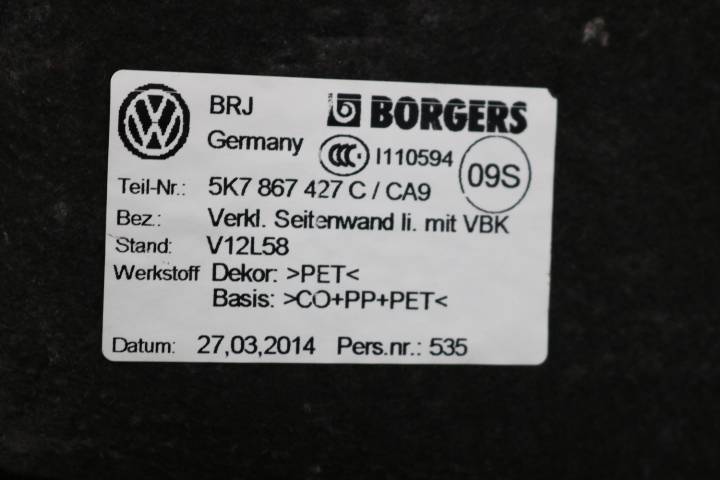 BRJ BORGERS
Germany CCC I110594 09S
Teil-Nr.: 5K7 867 427 C / CA9
Bez.: Verkl. Seitenwand li. mit VBK
Stand: V12L58
Werkstoff Dekor: >PET<
Basis: >CO+PP+PET<
Datum: 27,03,2014 Pers.nr.: 535